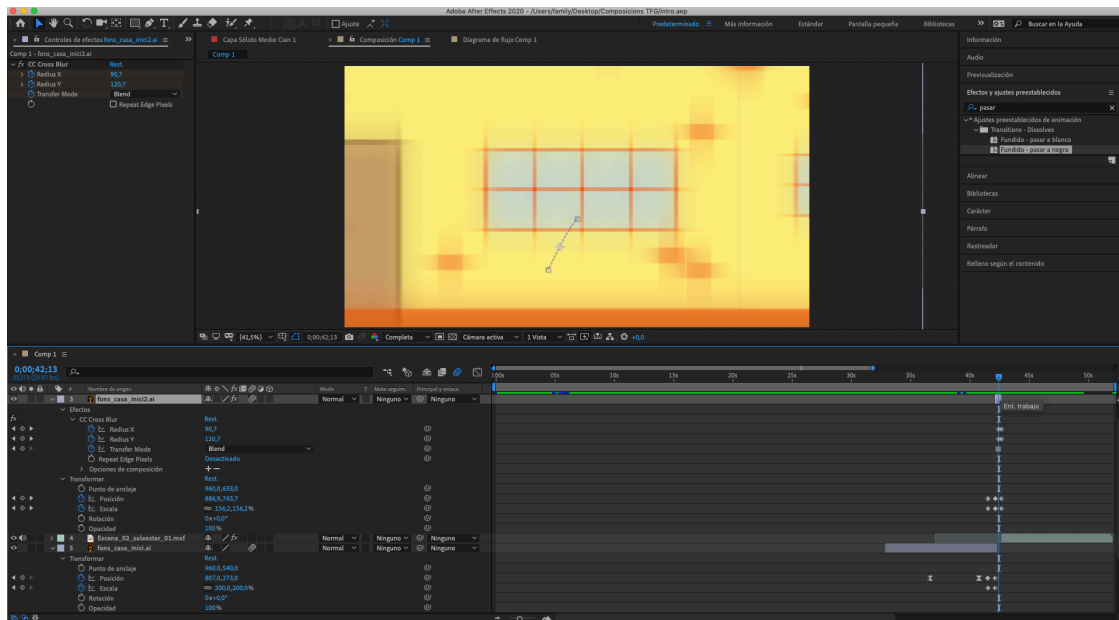 Adobe After Effects 2020 - /Users/family/Desktop/Composicions TFG/intro.aep
Ajuste
Predeterminado
Más información
Estándar
Pantalla pequeña
Bibliotecas
Buscar en la Ayuda
Controles de efectos fons_casa_inici2.ai
Capa Sólido Medio Cian 1
Composición Comp 1
Diagrama de flujo Comp 1
Información
Comp 1 - fons_casa_inici2.ai
Comp 1
fx CC Cross Blur Rest.
Radius X 90,7
Radius Y 120,7
Transfer Mode Blend
Repeat Edge Pixels
Audio
Previsualización
Efectos y ajustes preestablecidos
pasar
* Ajustes preestablecidos de animación
Transitions - Dissolves
Fundido - pasar a blanco
Fundido - pasar a negro
Alinear
Bibliotecas
Carácter
Párrafo
Rastreador
Relleno según el contenido
(41,5%) 0;00;42;13 Completa Cámara activa 1 Vista +0,0
Comp 1
0;00;42;13
01273 (29.97 fps)
:00s 05s 10s 15s 20s 25s 30s 35s 40s 45s 50s
# Nombre de origen Modo T Mate seguim. Principal y enlace
3 fons_casa_inici2.ai Normal Ninguno Ninguno
Ent. trabajo
Efectos
fx CC Cross Blur Rest.
Radius X 90,7
Radius Y 120,7
Transfer Mode Blend
Repeat Edge Pixels Desactivado
Opciones de composición + –
Transformar Rest.
Punto de anclaje 960,0,633,0
Posición 886,9,743,7
Escala 156,2,156,2%
Rotación 0x+0,0°
Opacidad 100%
4 Escena_02_salaestar_01.mxf Normal Ninguno Ninguno
5 fons_casa_inici.ai Normal Ninguno Ninguno
Transformar Rest.
Punto de anclaje 960,0,540,0
Posición 807,0,273,0
Escala 200,0,200,0%
Rotación 0x+0,0°
Opacidad 100%